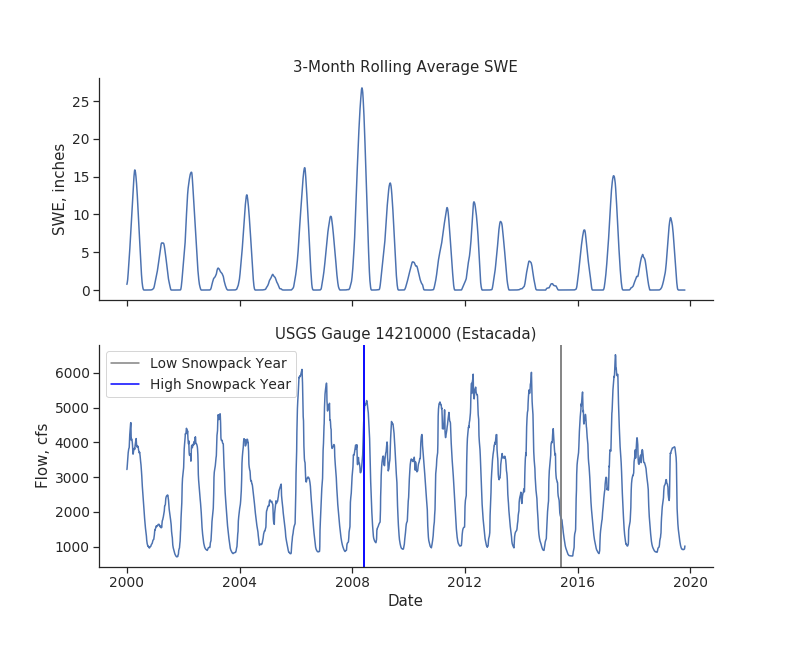 3-Month Rolling Average SWE
SWE, inches
25
20
15
10
5
0
USGS Gauge 14210000 (Estacada)
Low Snowpack Year
High Snowpack Year
Flow, cfs
6000
5000
4000
3000
2000
1000
2000 2004 2008 2012 2016 2020
Date